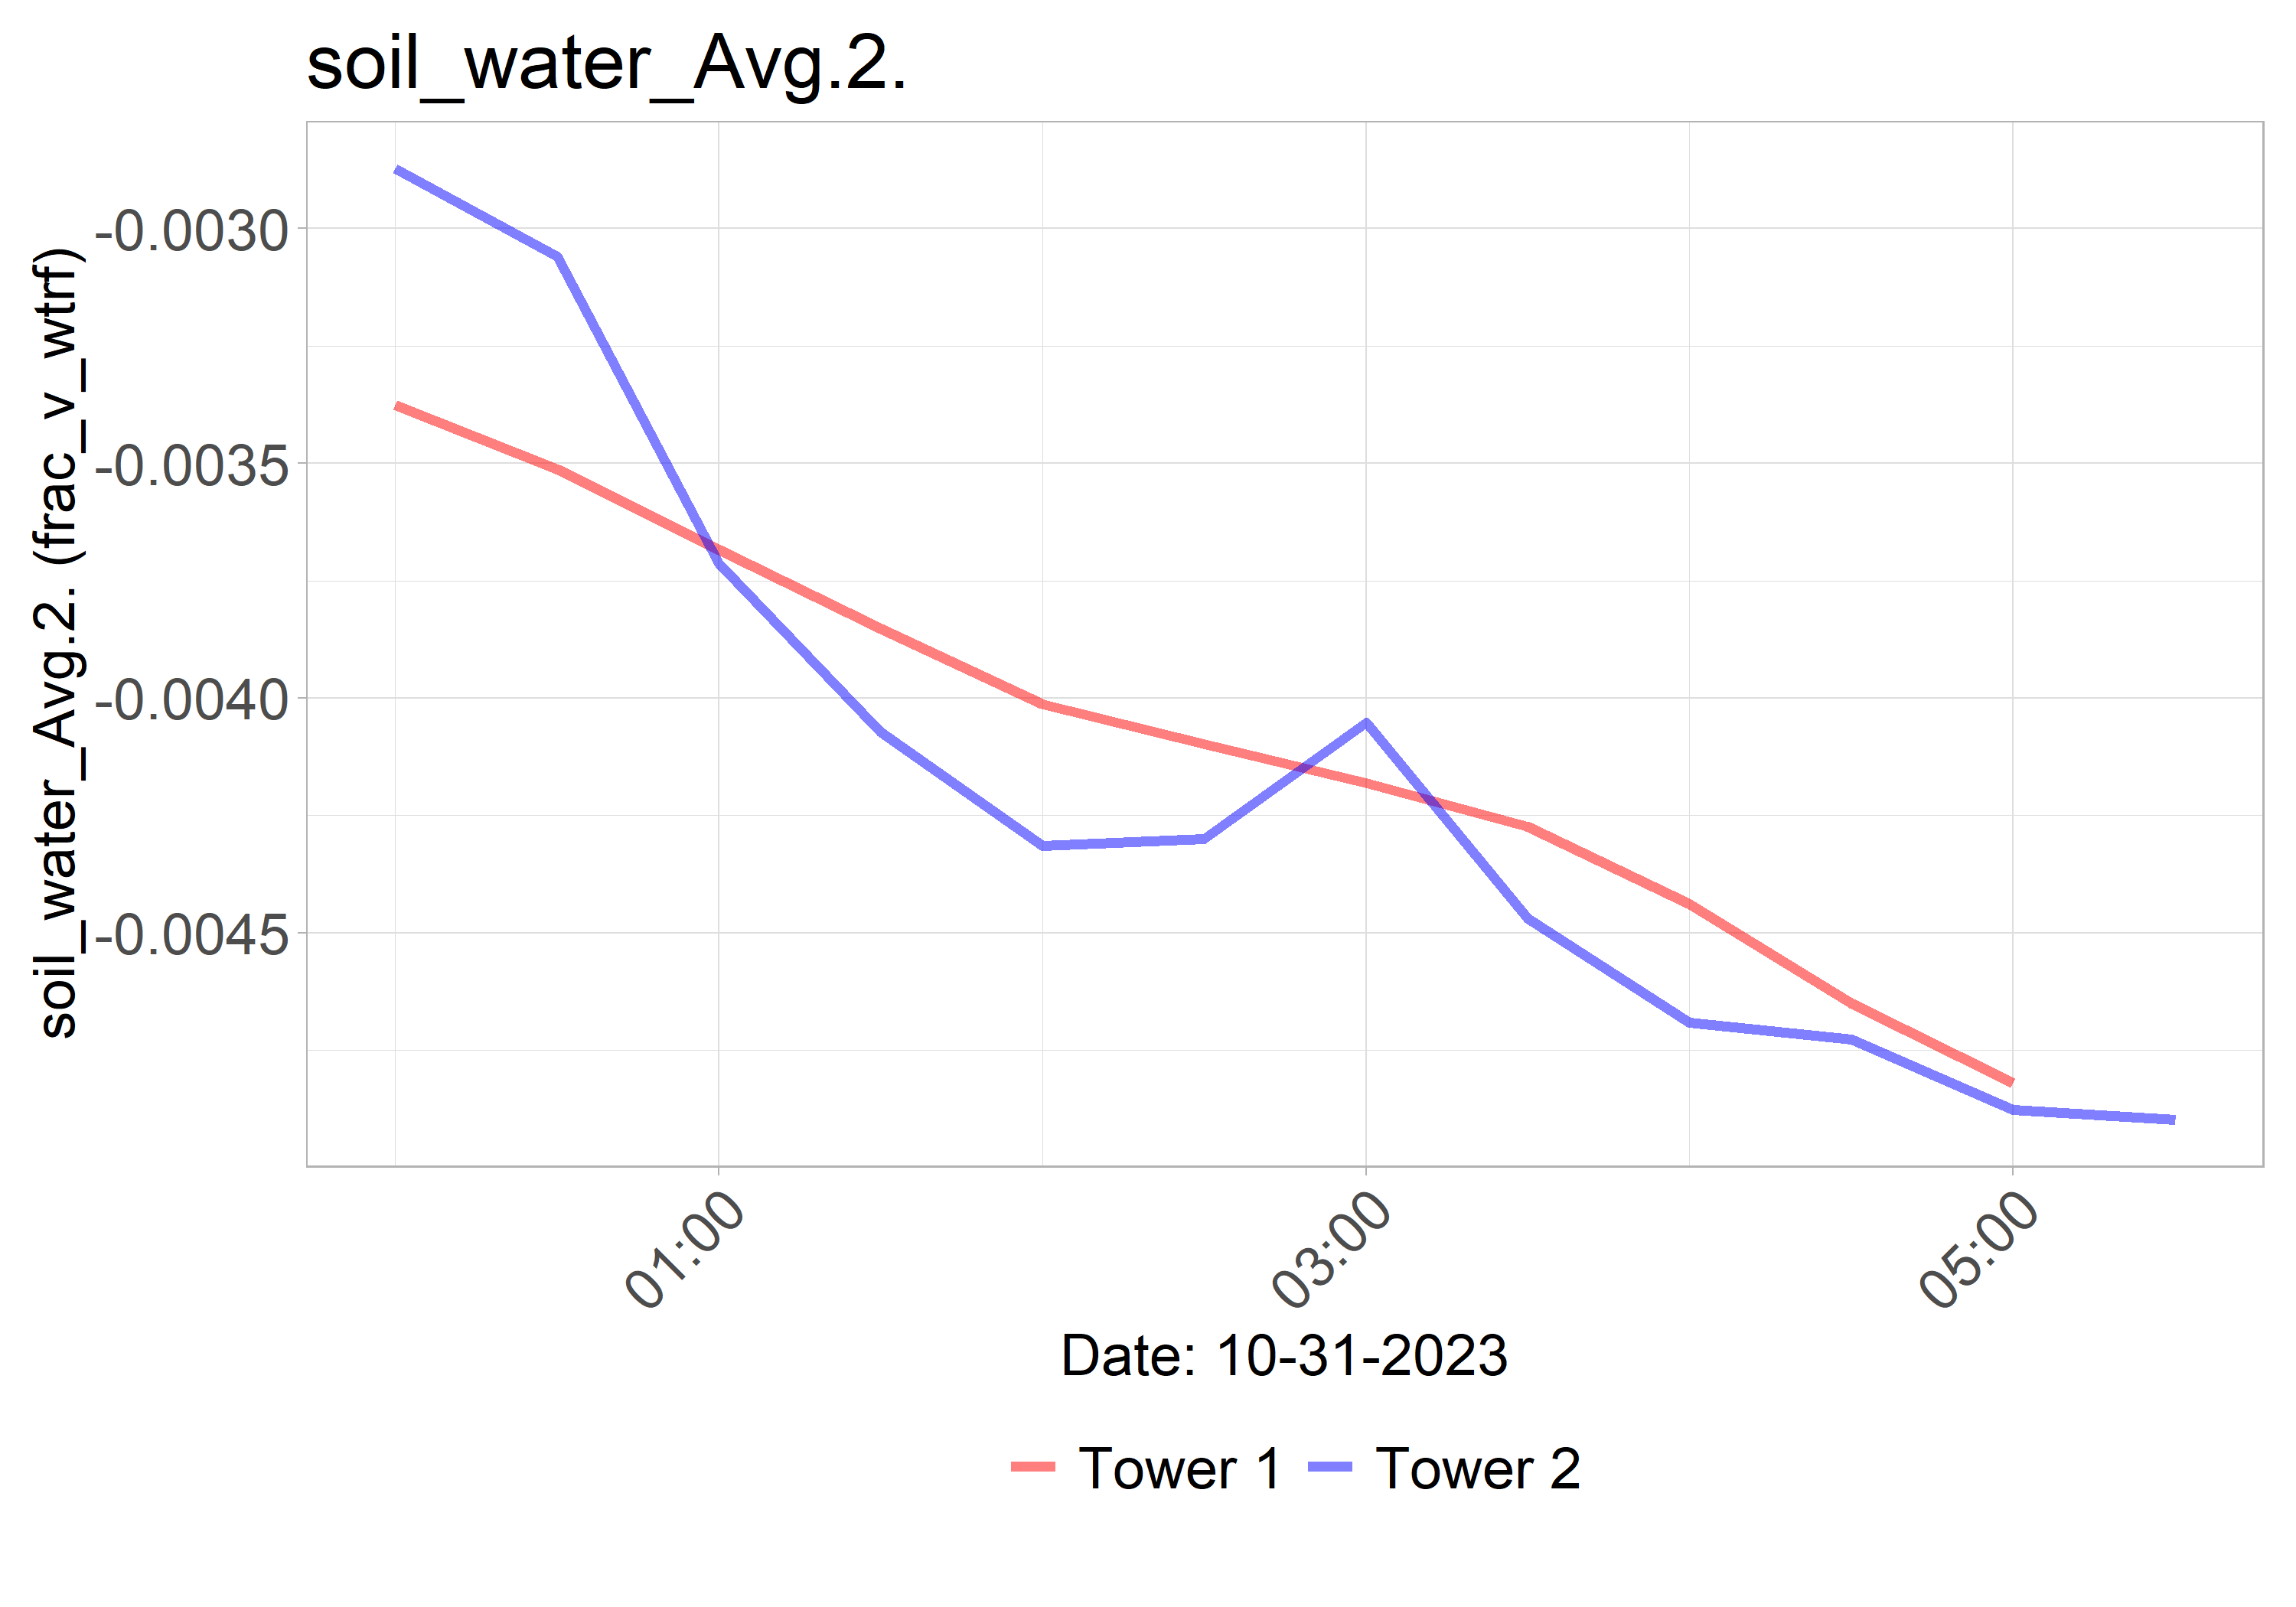 soil_water_Avg.2.
soil_water_Avg.2. (frac_v_wtrf)
-0.0030
-0.0035
-0.0040
-0.0045
01:00
03:00
05:00
Date: 10-31-2023
Tower 1
Tower 2